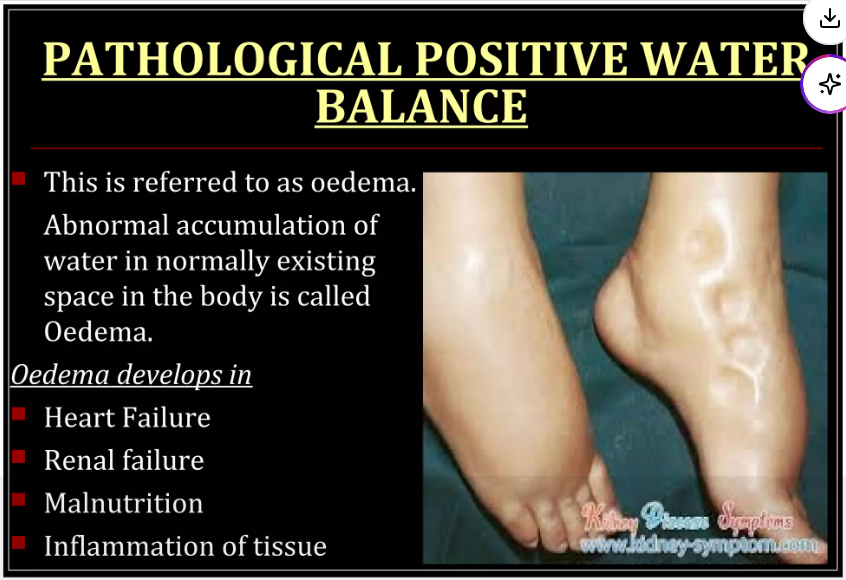 PATHOLOGICAL POSITIVE WATER
BALANCE
This is referred to as oedema.
Abnormal accumulation of
water in normally existing
space in the body is called
Oedema.
Oedema develops in
Heart Failure
Renal failure
Malnutrition
Inflammation of tissue
Kidney Disease Symptoms
www.kidney-symptom.com